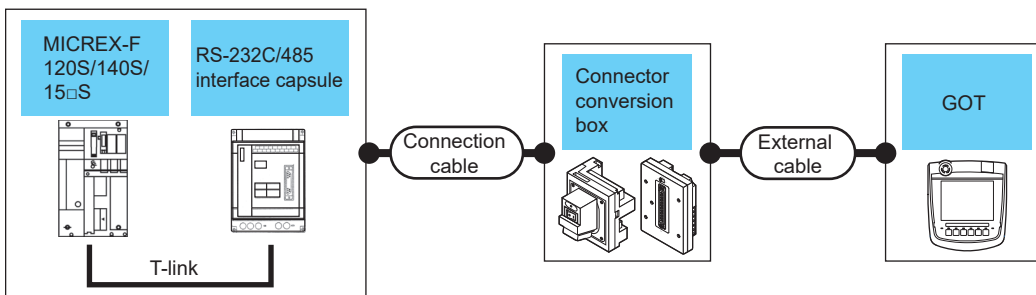 MICREX-F
120S/140S/
15□S
RS-232C/485
interface capsule
T-link
Connection
cable
Connector
conversion
box
External
cable
GOT